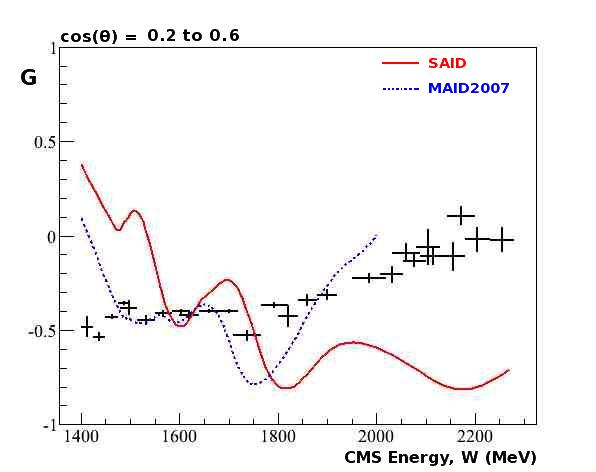 cos(θ) = 0.2 to 0.6
G
SAID
MAID2007
1
0.5
0
-0.5
-1
1400 1600 1800 2000 2200
CMS Energy, W (MeV)